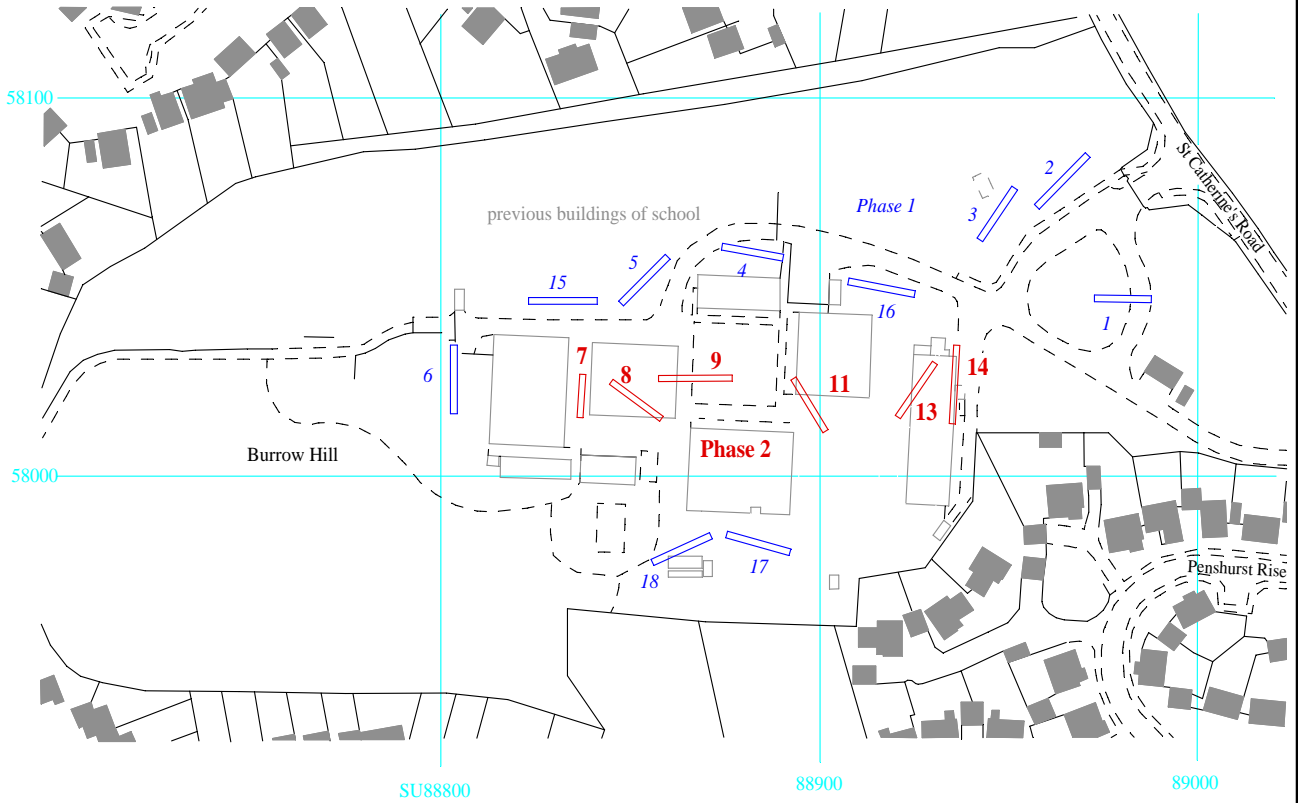 58100
St Catherine's Road
2
Phase 1
3
previous buildings of school
5
4
15
16
1
6
7
8
9
11
14
13
Phase 2
Burrow Hill
58000
18
17
Penshurst Rise
SU88800
88900
89000